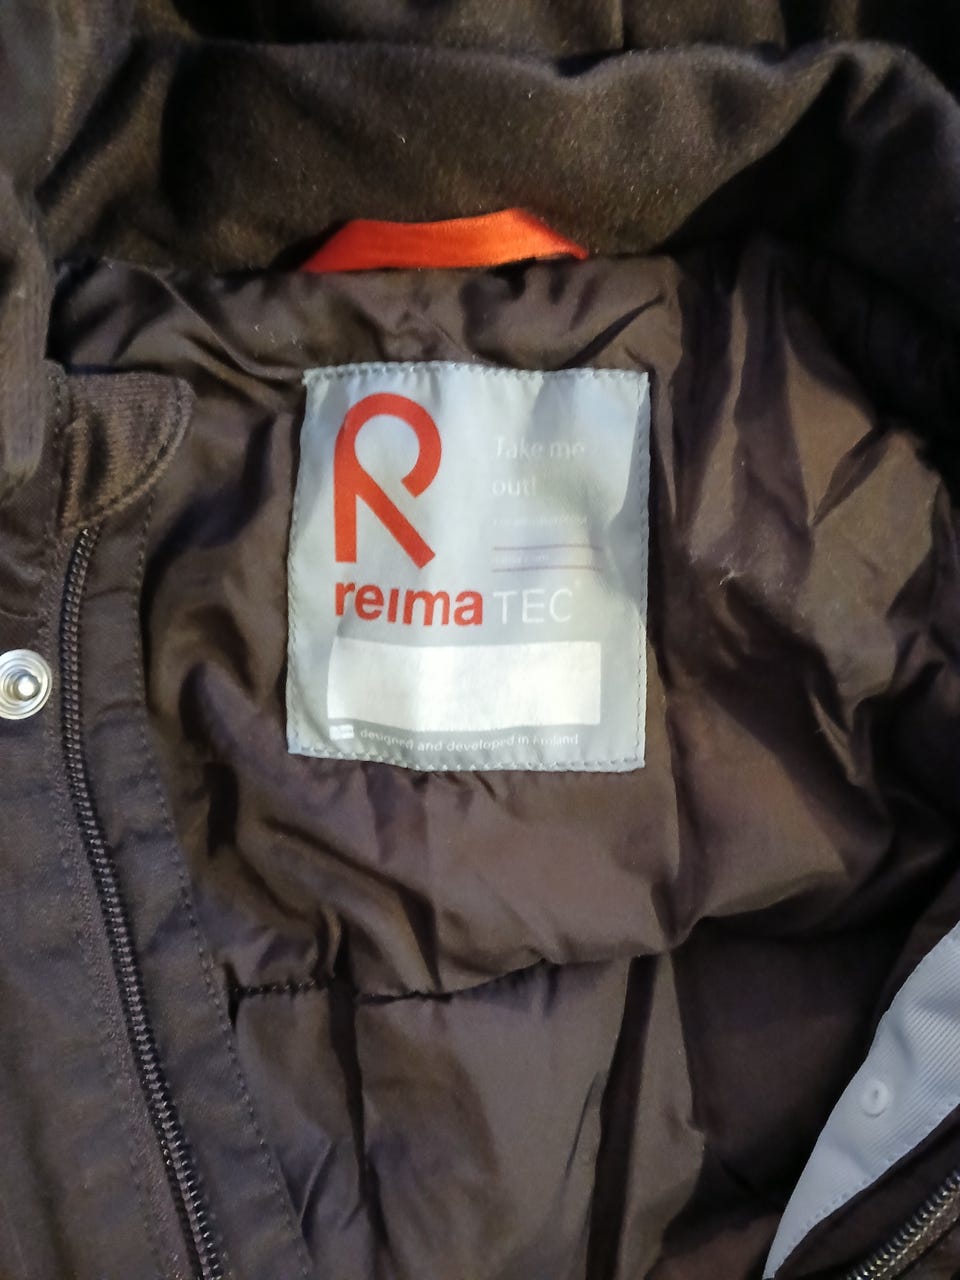 Take me
out!
reima TEC
designed and developed in Finland